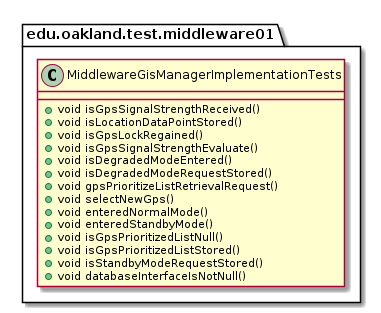 edu.oakland.test.middleware01
C MiddlewareGisManagerImplementationTests
void isGpsSignalStrengthReceived()
void isLocationDataPointStored()
void isGpsLockRegained()
void isGpsSignalStrengthEvaluate()
void isDegradedModeEntered()
void isDegradedModeRequestStored()
void gpsPrioritizeListRetrievalRequest()
void selectNewGps()
void enteredNormalMode()
void enteredStandbyMode()
void isGpsPrioritizedListNull()
void isGpsPrioritizedListStored()
void isStandbyModeRequestStored()
void databaseInterfaceIsNotNull()